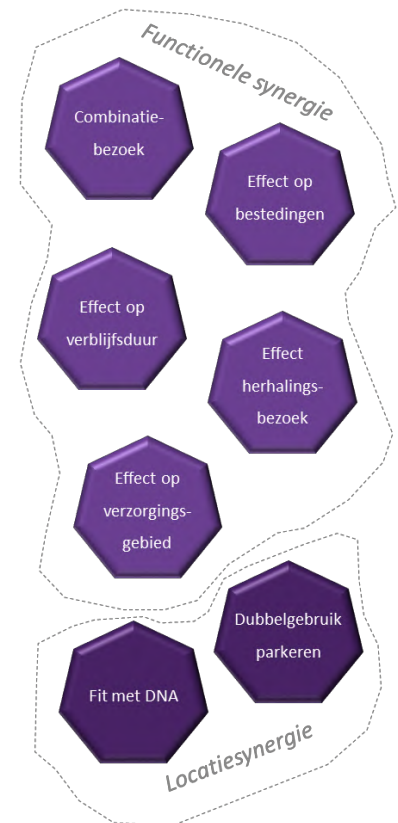 Functionele synergie
Combinatie-
bezoek
Effect op
bestedingen
Effect op
verblijfsduur
Effect
herhalings-
bezoek
Effect op
verzorgings-
gebied
Dubbelgebruik
parkeren
Fit met DNA
Locatiesynergie